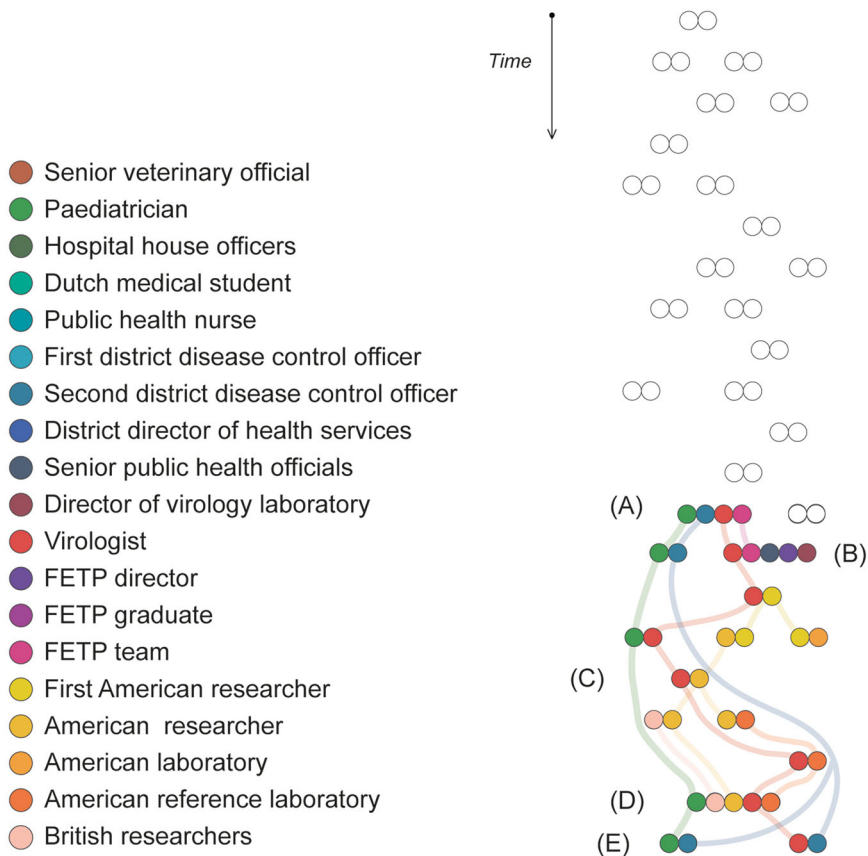 Time
Senior veterinary official
Paediatrician
Hospital house officers
Dutch medical student
Public health nurse
First district disease control officer
Second district disease control officer
District director of health services
Senior public health officials
Director of virology laboratory
Virologist
FETP director
FETP graduate
FETP team
First American researcher
American researcher
American laboratory
American reference laboratory
British researchers
(A)
(B)
(C)
(D)
(E)